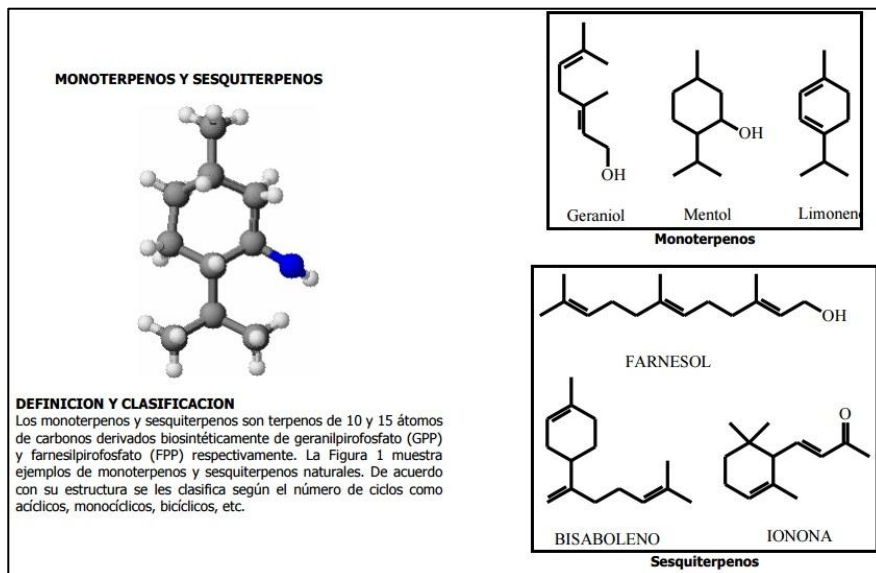 MONOTERPENOS Y SESQUITERPENOS
DEFINICION Y CLASIFICACION
Los monoterpenos y sesquiterpenos son terpenos de 10 y 15 átomos
de carbonos derivados biosintéticamente de geranilpirofosfato (GPP)
y farnesilpirofosfato (FPP) respectivamente. La Figura 1 muestra
ejemplos de monoterpenos y sesquiterpenos naturales. De acuerdo
con su estructura se les clasifica según el número de ciclos como
acíclicos, monocíclicos, bicíclicos, etc.
OH
OH
Geraniol Mentol Limoneno
Monoterpenos
OH
FARNESOL
O
BISABOLENO IONONA
Sesquiterpenos